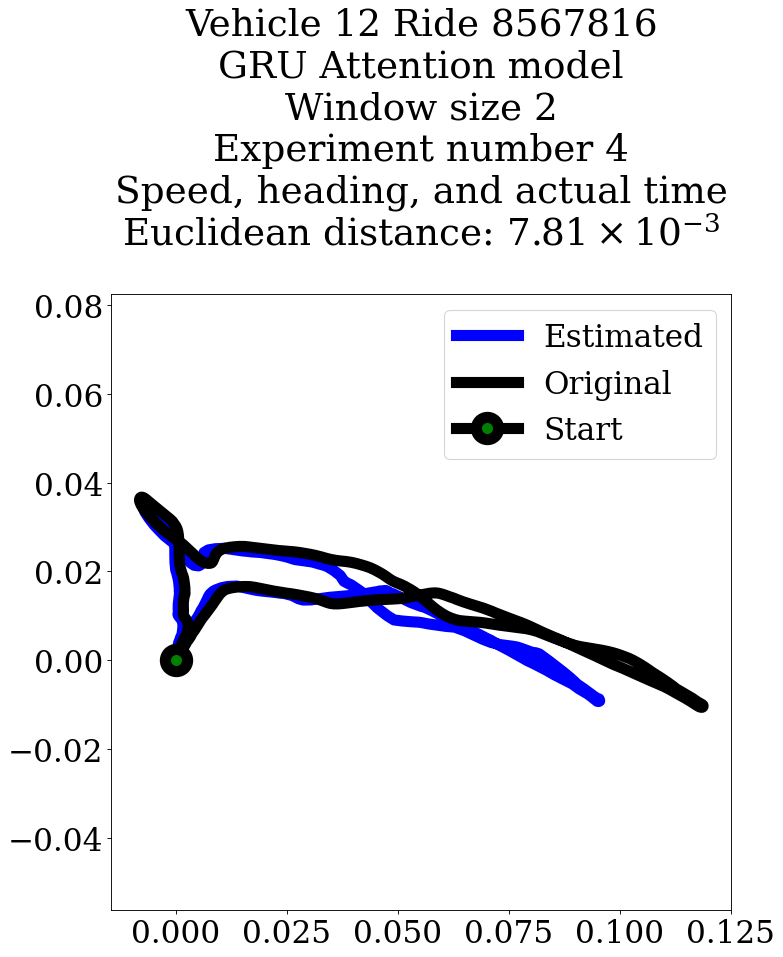 Vehicle 12 Ride 8567816
GRU Attention model
Window size 2
Experiment number 4
Speed, heading, and actual time
Euclidean distance: 7.81 × 10⁻³
0.08
0.06
0.04
0.02
0.00
−0.02
−0.04
Estimated
Original
Start
0.000 0.025 0.050 0.075 0.100 0.125